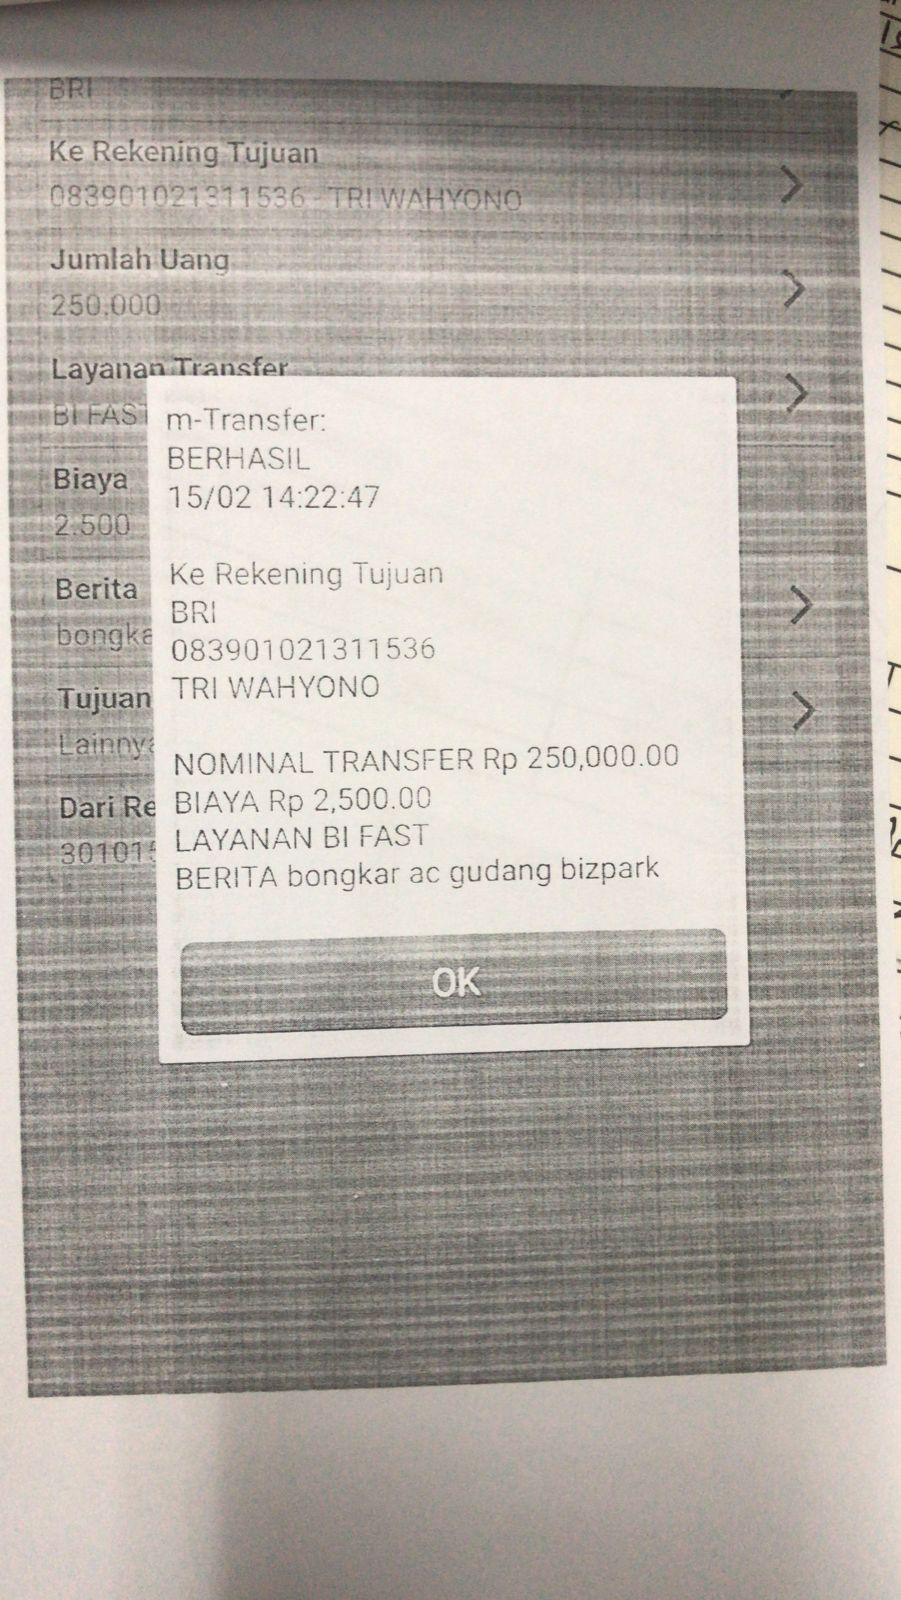 BRI
Ke Rekening Tujuan
083901021311536 - TRI WAHYONO
Jumlah Uang
250.000
Layanan Transfer
BI FAST
Biaya
2.500
Berita
bongka
Tujuan
Lainnya
Dari Re
30101
m-Transfer:
BERHASIL
15/02 14:22:47
Ke Rekening Tujuan
BRI
083901021311536
TRI WAHYONO
NOMINAL TRANSFER Rp 250,000.00
BIAYA Rp 2,500.00
LAYANAN BI FAST
BERITA bongkar ac gudang bizpark
OK